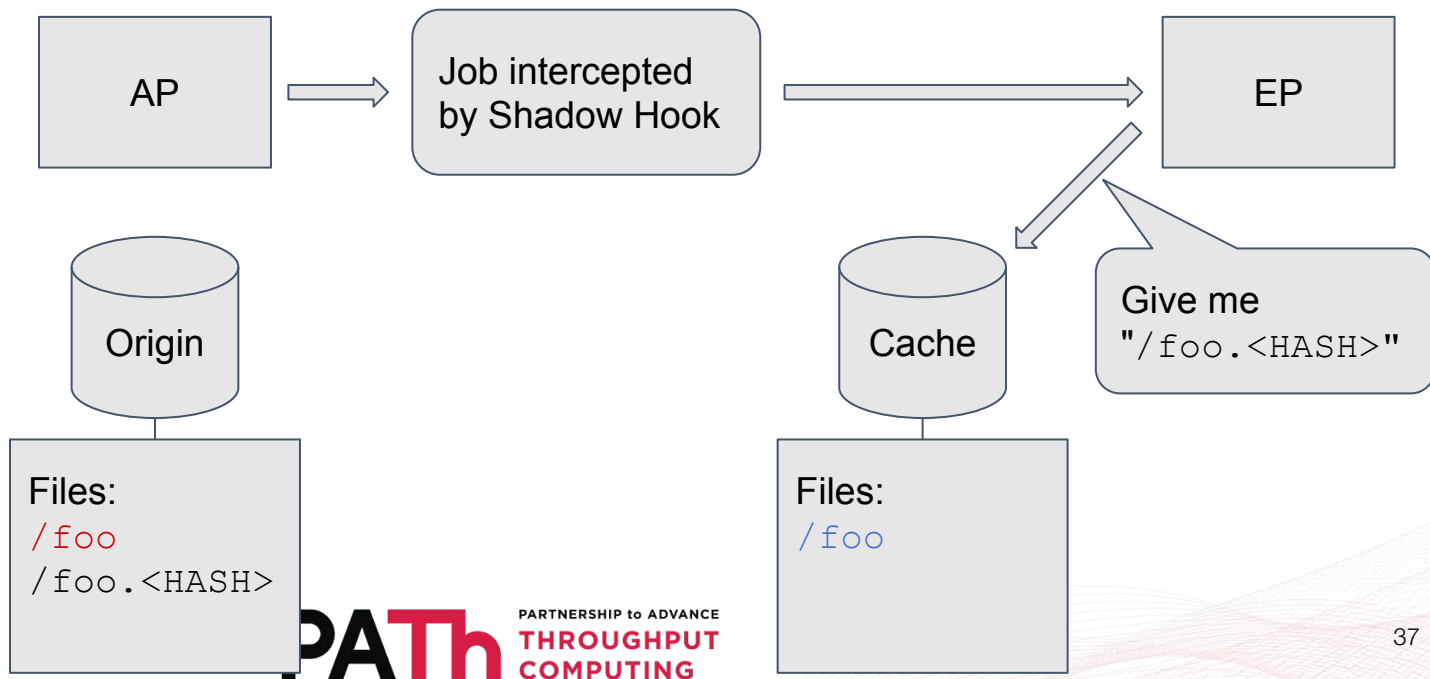 AP
Job intercepted
by Shadow Hook
EP
Origin
Cache
Give me
"/foo.<HASH>"
Files:
/foo
/foo.<HASH>
Files:
/foo
PATh
PARTNERSHIP to ADVANCE
THROUGHPUT
COMPUTING
37